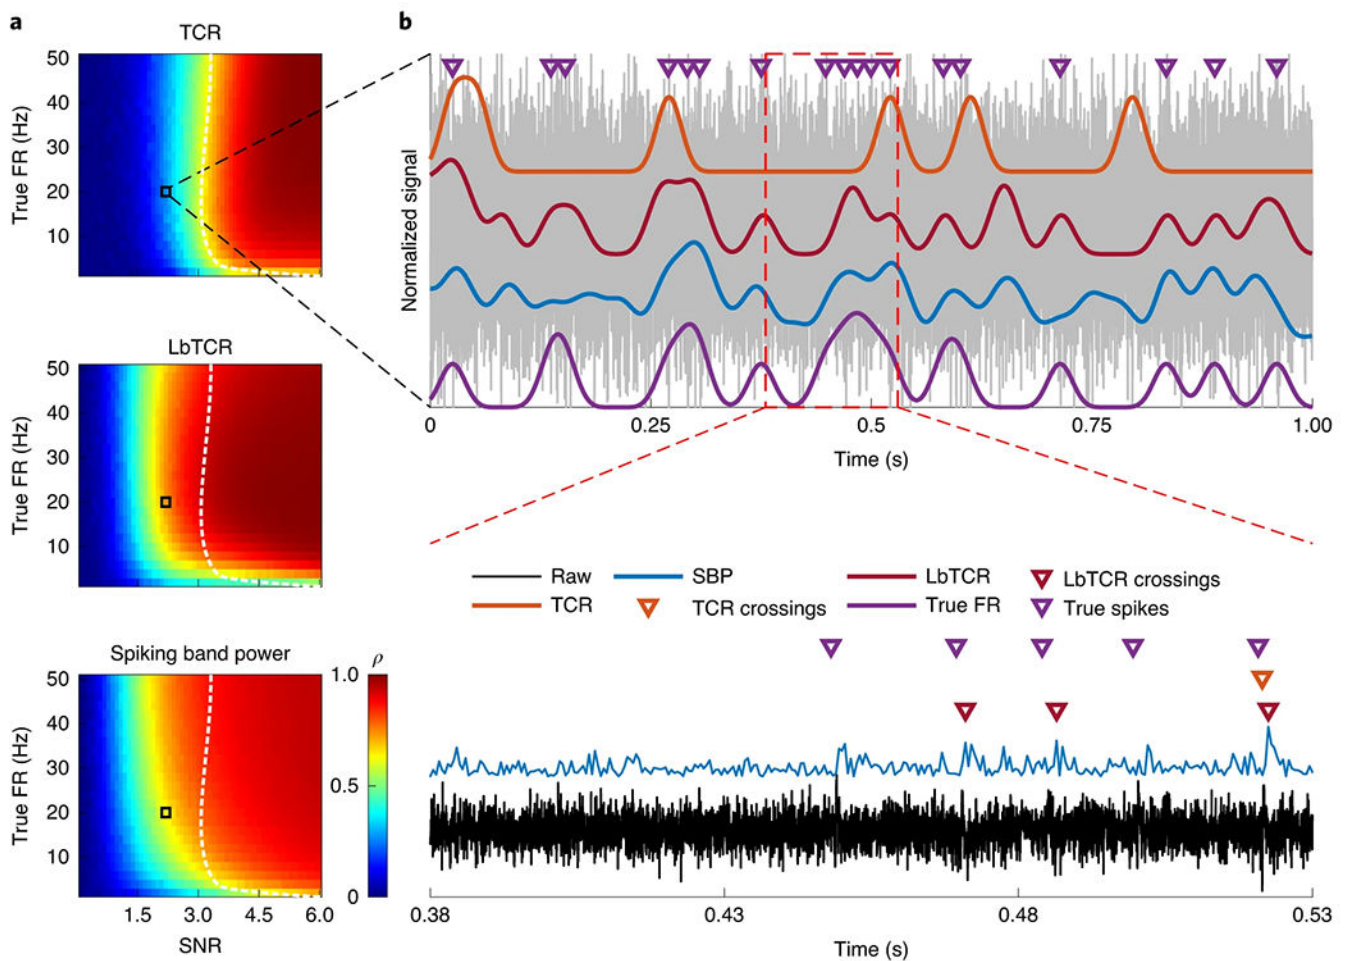 a
TCR
50
40
30
20
10
True FR (Hz)
LbTCR
50
40
30
20
10
True FR (Hz)
Spiking band power
ρ
50
40
30
20
10
True FR (Hz)
1.0
0.5
0
1.5 3.0 4.5 6.0
SNR
b
Normalized signal
0 0.25 0.5 0.75 1.00
Time (s)
Raw SBP LbTCR LbTCR crossings
TCR TCR crossings True FR True spikes
0.38 0.43 0.48 0.53
Time (s)